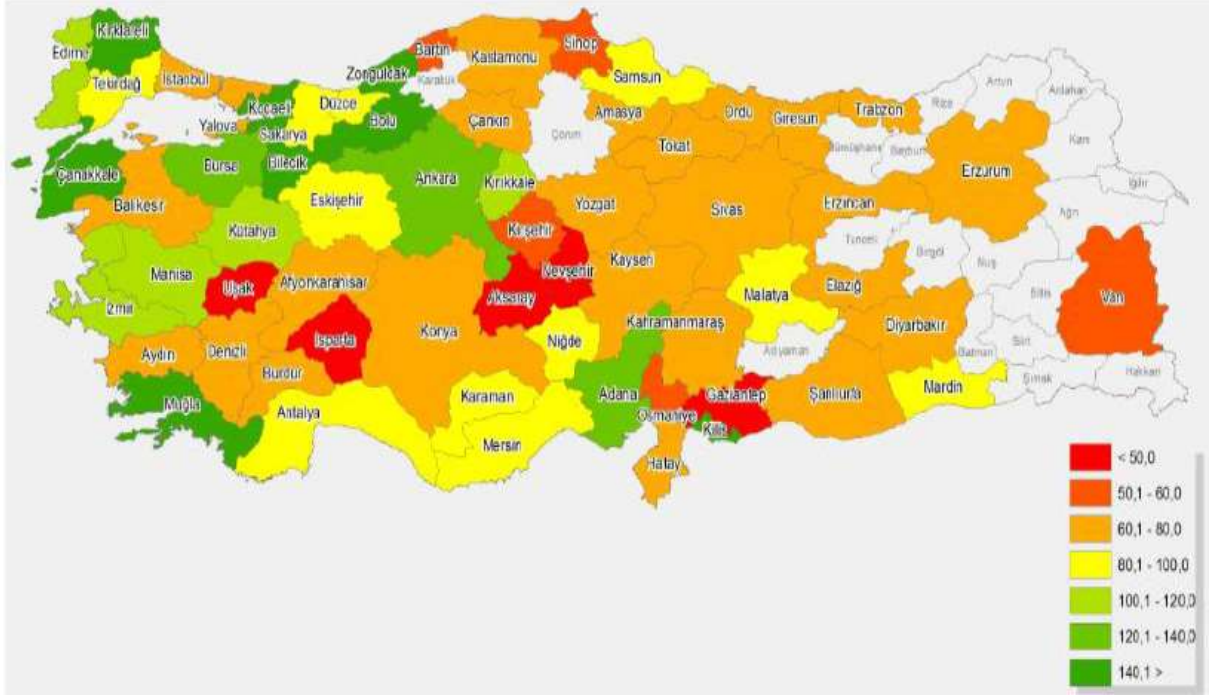 Kırklareli
Edirne
Tekirdağ
İstanbul
Kocaeli
Yalova
Sakarya
Düzce
Zonguldak
Bartın
Karabük
Kastamonu
Sinop
Samsun
Bolu
Çankırı
Çorum
Amasya
Ordu
Giresun
Trabzon
Rize
Artvin
Ardahan
Gümüşhane
Bayburt
Kars
Iğdır
Erzurum
Ağrı
Çanakkale
Balıkesir
Bursa
Bilecik
Eskişehir
Ankara
Kırıkkale
Yozgat
Tokat
Sivas
Erzincan
Tunceli
Bingöl
Muş
Bitlis
Van
Kütahya
Manisa
İzmir
Uşak
Afyonkarahisar
Kırşehir
Nevşehir
Aksaray
Kayseri
Malatya
Elazığ
Diyarbakır
Batman
Siirt
Şırnak
Hakkari
Aydın
Denizli
Isparta
Burdur
Konya
Niğde
Kahramanmaraş
Adıyaman
Şanlıurfa
Mardin
Muğla
Antalya
Karaman
Mersin
Adana
Osmaniye
Gaziantep
Kilis
Hatay
< 50,0
50,1 - 60,0
60,1 - 80,0
80,1 - 100,0
100,1 - 120,0
120,1 - 140,0
140,1 >